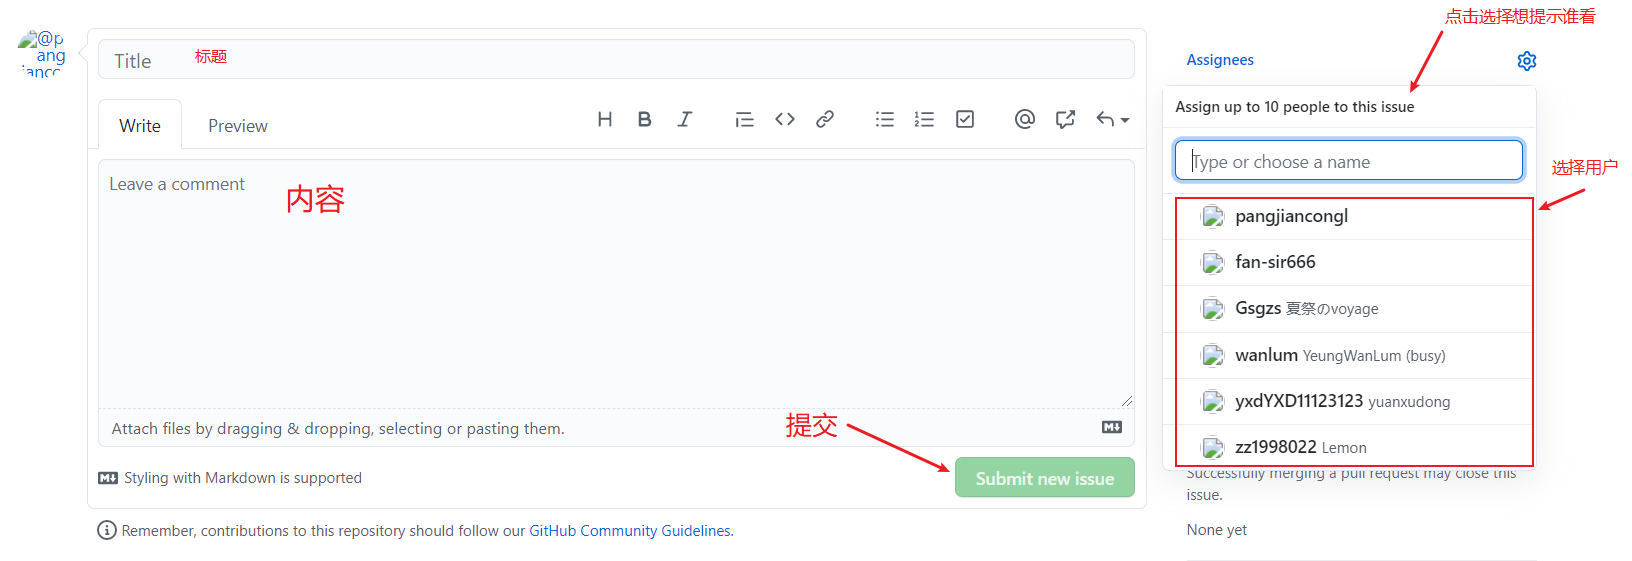 点击选择想提示谁看
@p
ang
jianco
Title
标题
Assignees
Assign up to 10 people to this issue
Write
Preview
Type or choose a name
选择用户
Leave a comment
内容
pangjiancongl
fan-sir666
Gsgzs 夏祭のvoyage
wanlum YeungWanLum (busy)
yxdYXD11123123 yuanxudong
zz1998022 Lemon
提交
Attach files by dragging & dropping, selecting or pasting them.
Styling with Markdown is supported
Submit new issue
Successfully merging a pull request may close this
issue.
None yet
Remember, contributions to this repository should follow our GitHub Community Guidelines.